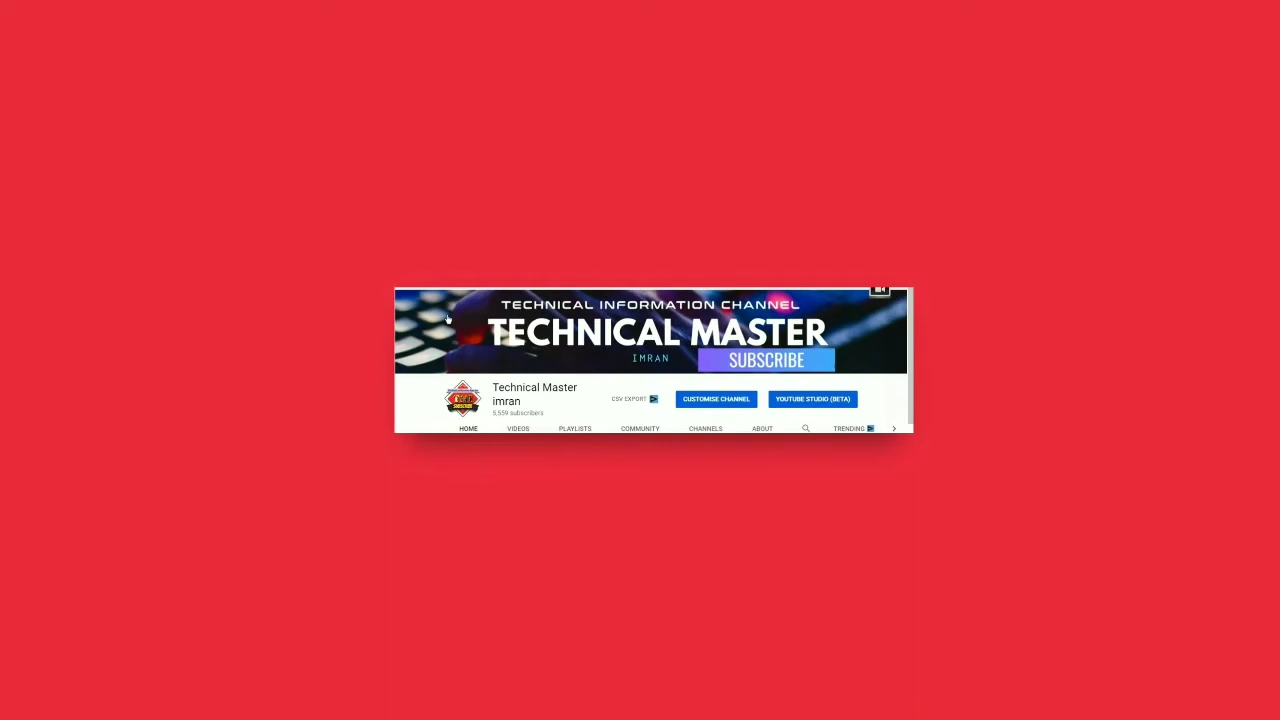 TECHNICAL INFORMATION CHANNEL
TECHNICAL MASTER
IMRAN
SUBSCRIBE
Technical Master
imran
5,559 subscribers
CSV EXPORT
CUSTOMISE CHANNEL
YOUTUBE STUDIO (BETA)
HOME VIDEOS PLAYLISTS COMMUNITY CHANNELS ABOUT TRENDING